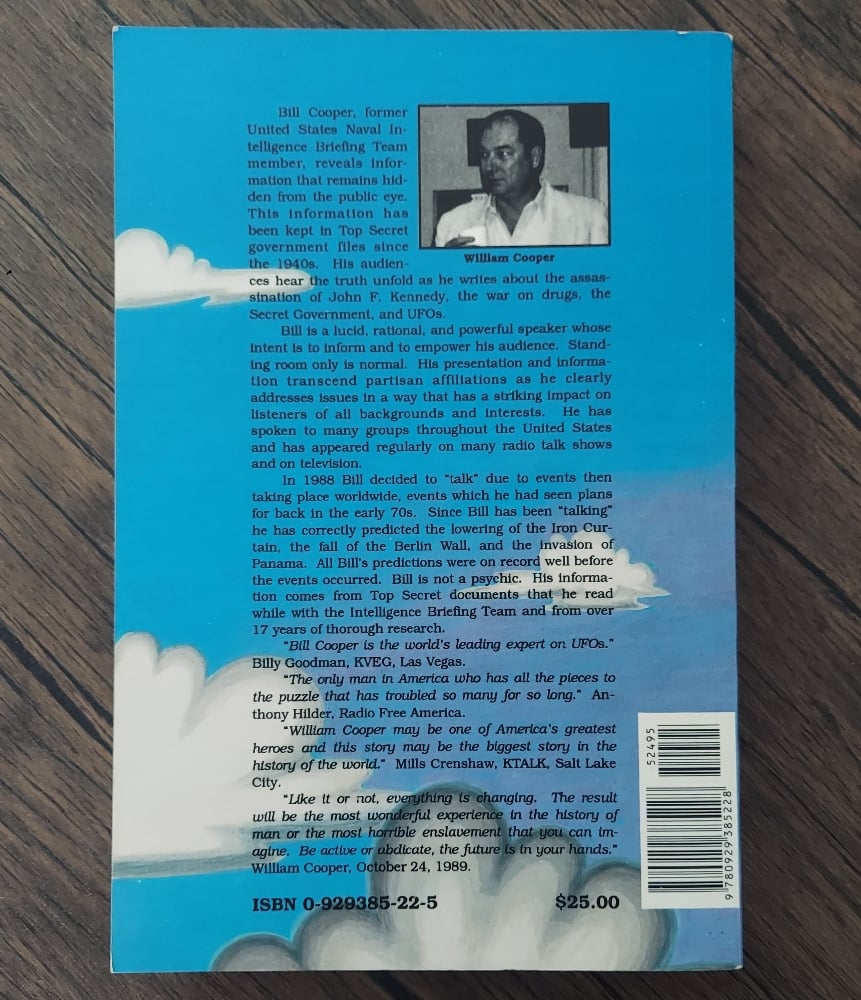 Bill Cooper, former
United States Naval In-
telligence Briefing Team
member, reveals infor-
mation that remains hid-
den from the public eye.
This information has
been kept in Top Secret
government files since
the 1940s. His audien-
William Cooper
ces hear the truth unfold as he writes about the assas-
sination of John F. Kennedy, the war on drugs, the
Secret Government, and UFOs.
Bill is a lucid, rational, and powerful speaker whose
intent is to inform and to empower his audience. Stand-
ing room only is normal. His presentation and informa-
tion transcend partisan affiliations as he clearly
addresses issues in a way that has a striking impact on
listeners of all backgrounds and interests. He has
spoken to many groups throughout the United States
and has appeared regularly on many radio talk shows
and on television.
In 1988 Bill decided to "talk" due to events then
taking place worldwide, events which he had seen plans
for back in the early 70s. Since Bill has been "talking"
he has correctly predicted the lowering of the Iron Cur-
tain, the fall of the Berlin Wall, and the invasion of
Panama. All Bill's predictions were on record well before
the events occurred. Bill is not a psychic. His informa-
tion comes from Top Secret documents that he read
while with the Intelligence Briefing Team and from over
17 years of thorough research.
"Bill Cooper is the world's leading expert on UFOs."
Billy Goodman, KVEG, Las Vegas.
"The only man in America who has all the pieces to
the puzzle that has troubled so many for so long." An-
thony Hilder, Radio Free America.
"William Cooper may be one of America's greatest
heroes and this story may be the biggest story in the
history of the world." Mills Crenshaw, KTALK, Salt Lake
City.
"Like it or not, everything is changing. The result
will be the most wonderful experience in the history of
man or the most horrible enslavement that you can im-
agine. Be active or abdicate, the future is in your hands."
William Cooper, October 24, 1989.
ISBN 0-929385-22-5 $25.00
52495
9 780929 385228